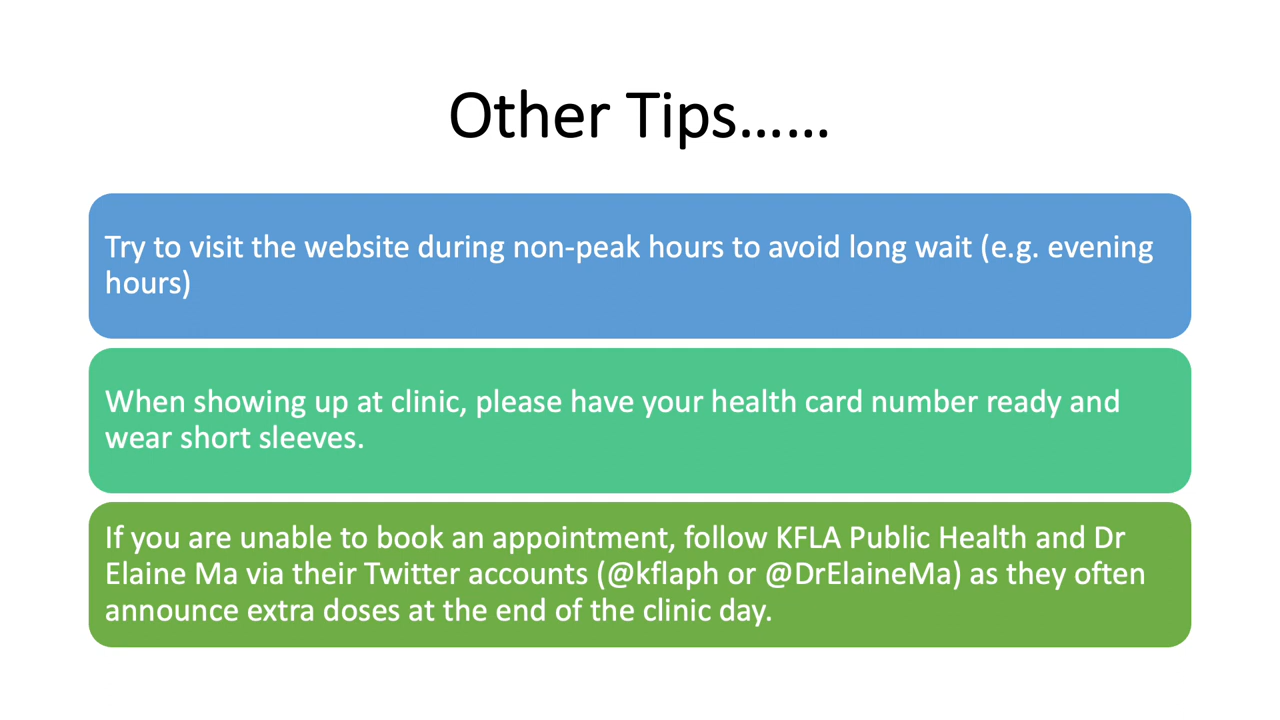 Other Tips......
Try to visit the website during non-peak hours to avoid long wait (e.g. evening
hours)
When showing up at clinic, please have your health card number ready and
wear short sleeves.
If you are unable to book an appointment, follow KFLA Public Health and Dr
Elaine Ma via their Twitter accounts (@kflaph or @DrElaineMa) as they often
announce extra doses at the end of the clinic day.